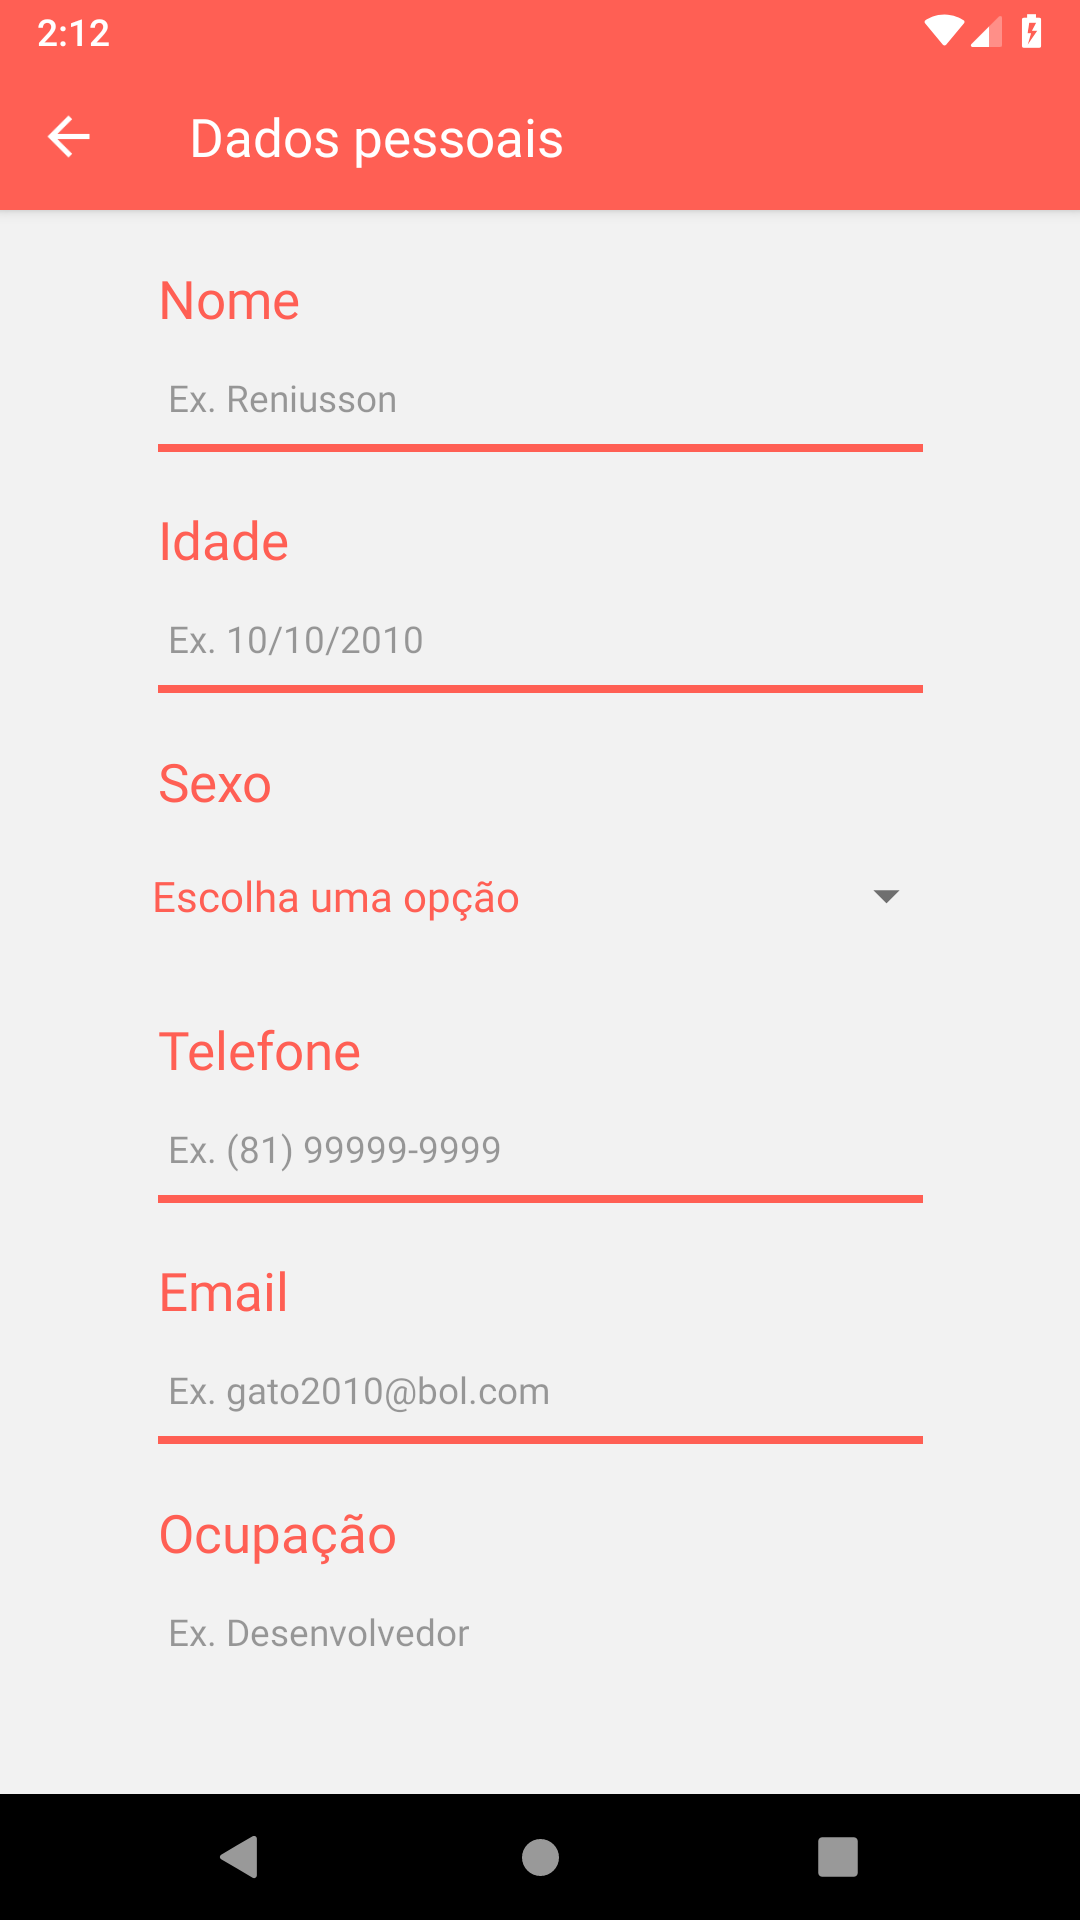 2:12
Dados pessoais
Nome
Ex. Reniusson
Idade
Ex. 10/10/2010
Sexo
Escolha uma opção
Telefone
Ex. (81) 99999-9999
Email
Ex. gato2010@bol.com
Ocupação
Ex. Desenvolvedor